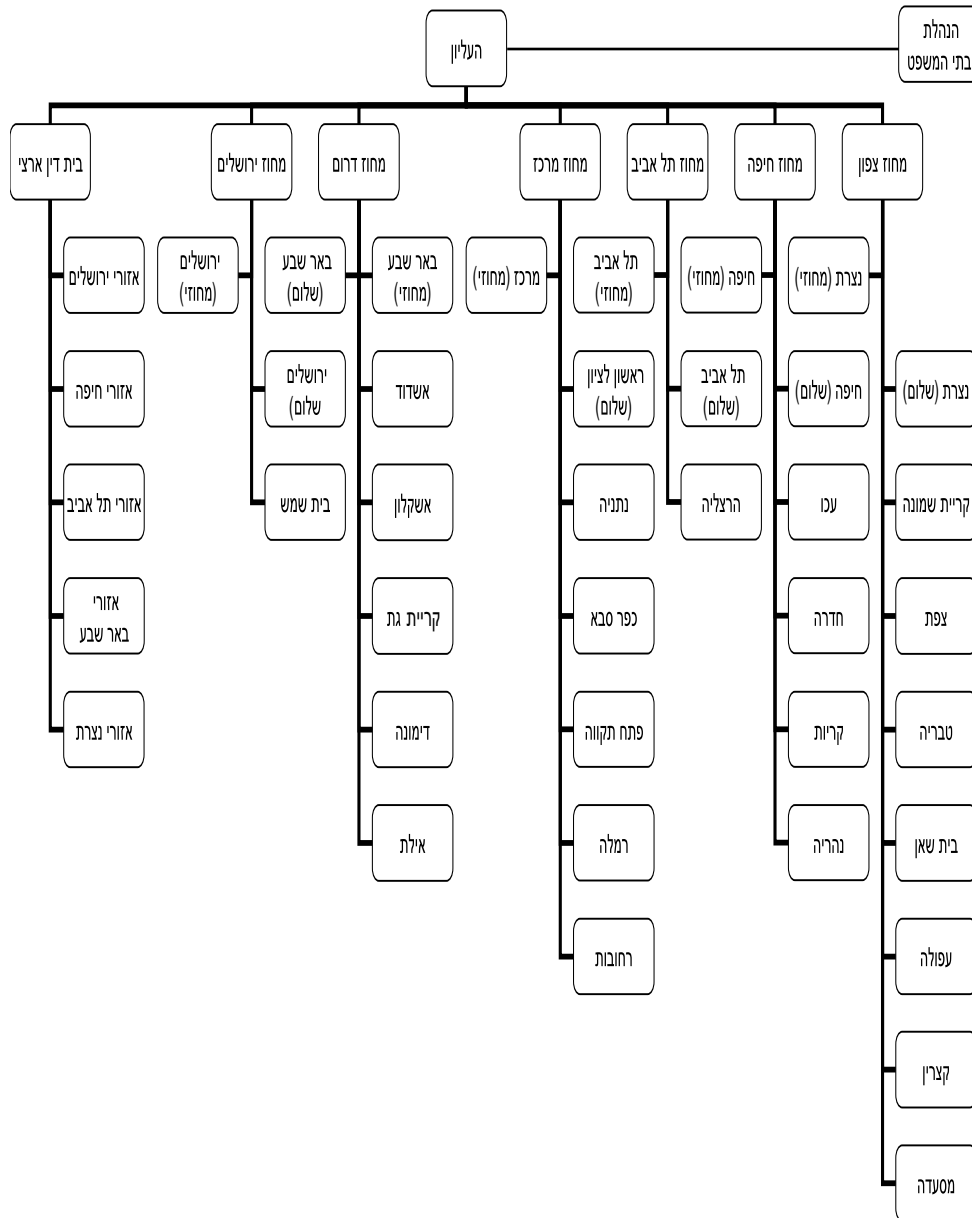 העליון
הנהלת
בתי המשפט
מחוז צפון
מחוז חיפה
מחוז תל אביב
מחוז מרכז
מחוז דרום
מחוז ירושלים
בית דין ארצי
נצרת (מחוזי)
נצרת (שלום)
קריית שמונה
צפת
טבריה
בית שאן
עפולה
קצרין
מסעדה
חיפה (מחוזי)
חיפה (שלום)
עכו
חדרה
קריות
נהריה
תל אביב
(מחוזי)
תל אביב
(שלום)
הרצליה
מרכז (מחוזי)
ראשון לציון
(שלום)
נתניה
כפר סבא
פתח תקווה
רמלה
רחובות
באר שבע
(מחוזי)
באר שבע
(שלום)
אשדוד
אשקלון
קריית גת
דימונה
אילת
ירושלים
(מחוזי)
ירושלים
שלום)
בית שמש
אזורי ירושלים
אזורי חיפה
אזורי תל אביב
אזורי
באר שבע
אזורי נצרת